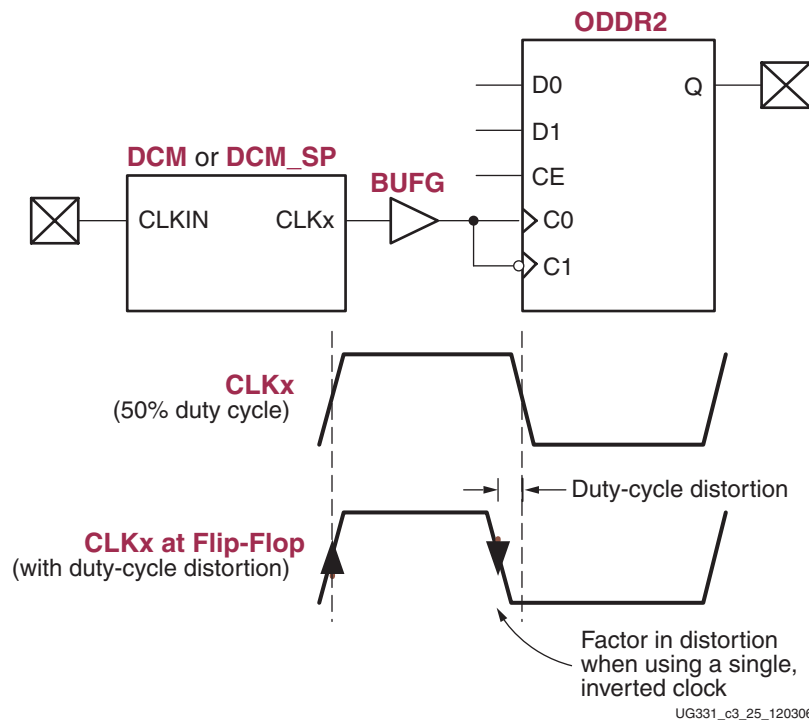 ODDR2
D0
Q
D1
DCM or DCM_SP
BUFG
CE
CLKIN
CLKx
C0
C1
CLKx
(50% duty cycle)
Duty-cycle distortion
CLKx at Flip-Flop
(with duty-cycle distortion)
Factor in distortion
when using a single,
inverted clock
UG331_c3_25_120306